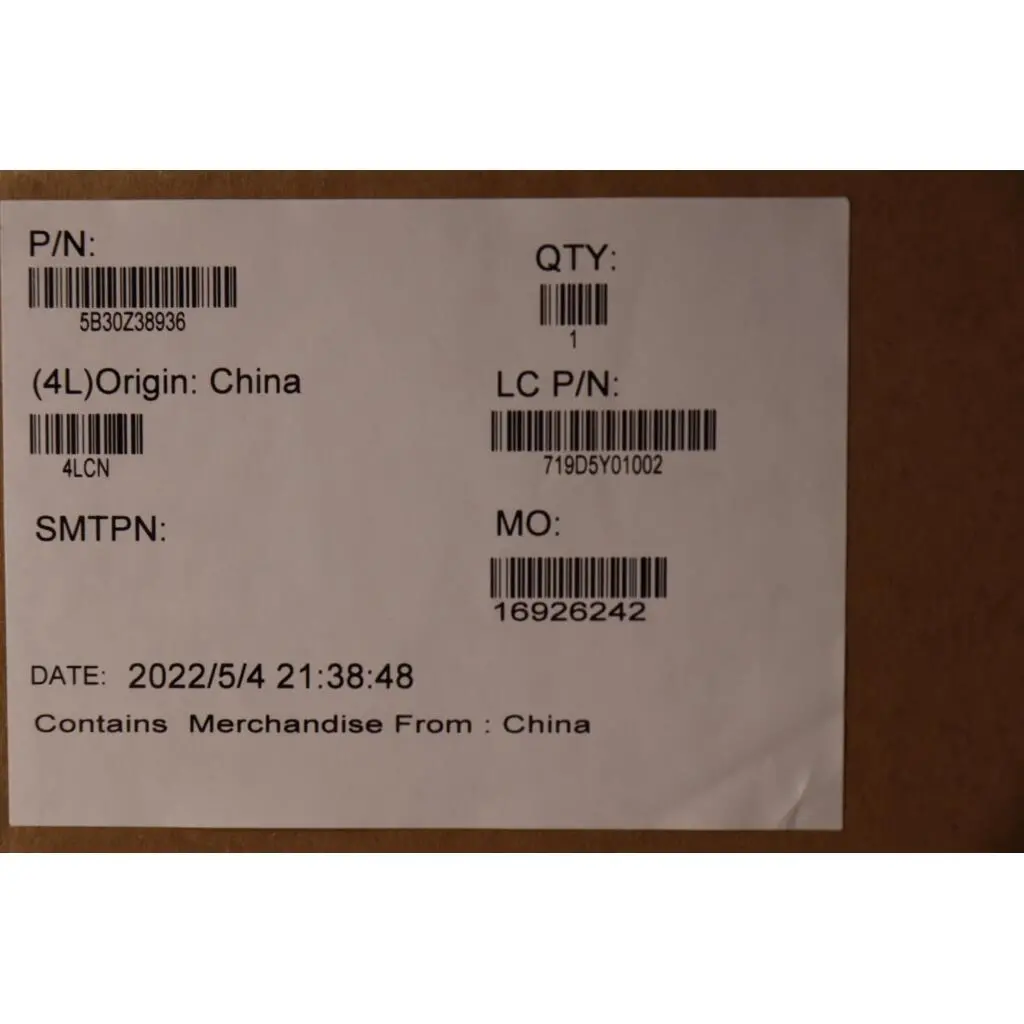 P/N:
5B30Z38936
QTY:
1
(4L)Origin: China
4LCN
LC P/N:
719D5Y01002
SMTPN:
MO:
16926242
DATE: 2022/5/4 21:38:48
Contains Merchandise From : China